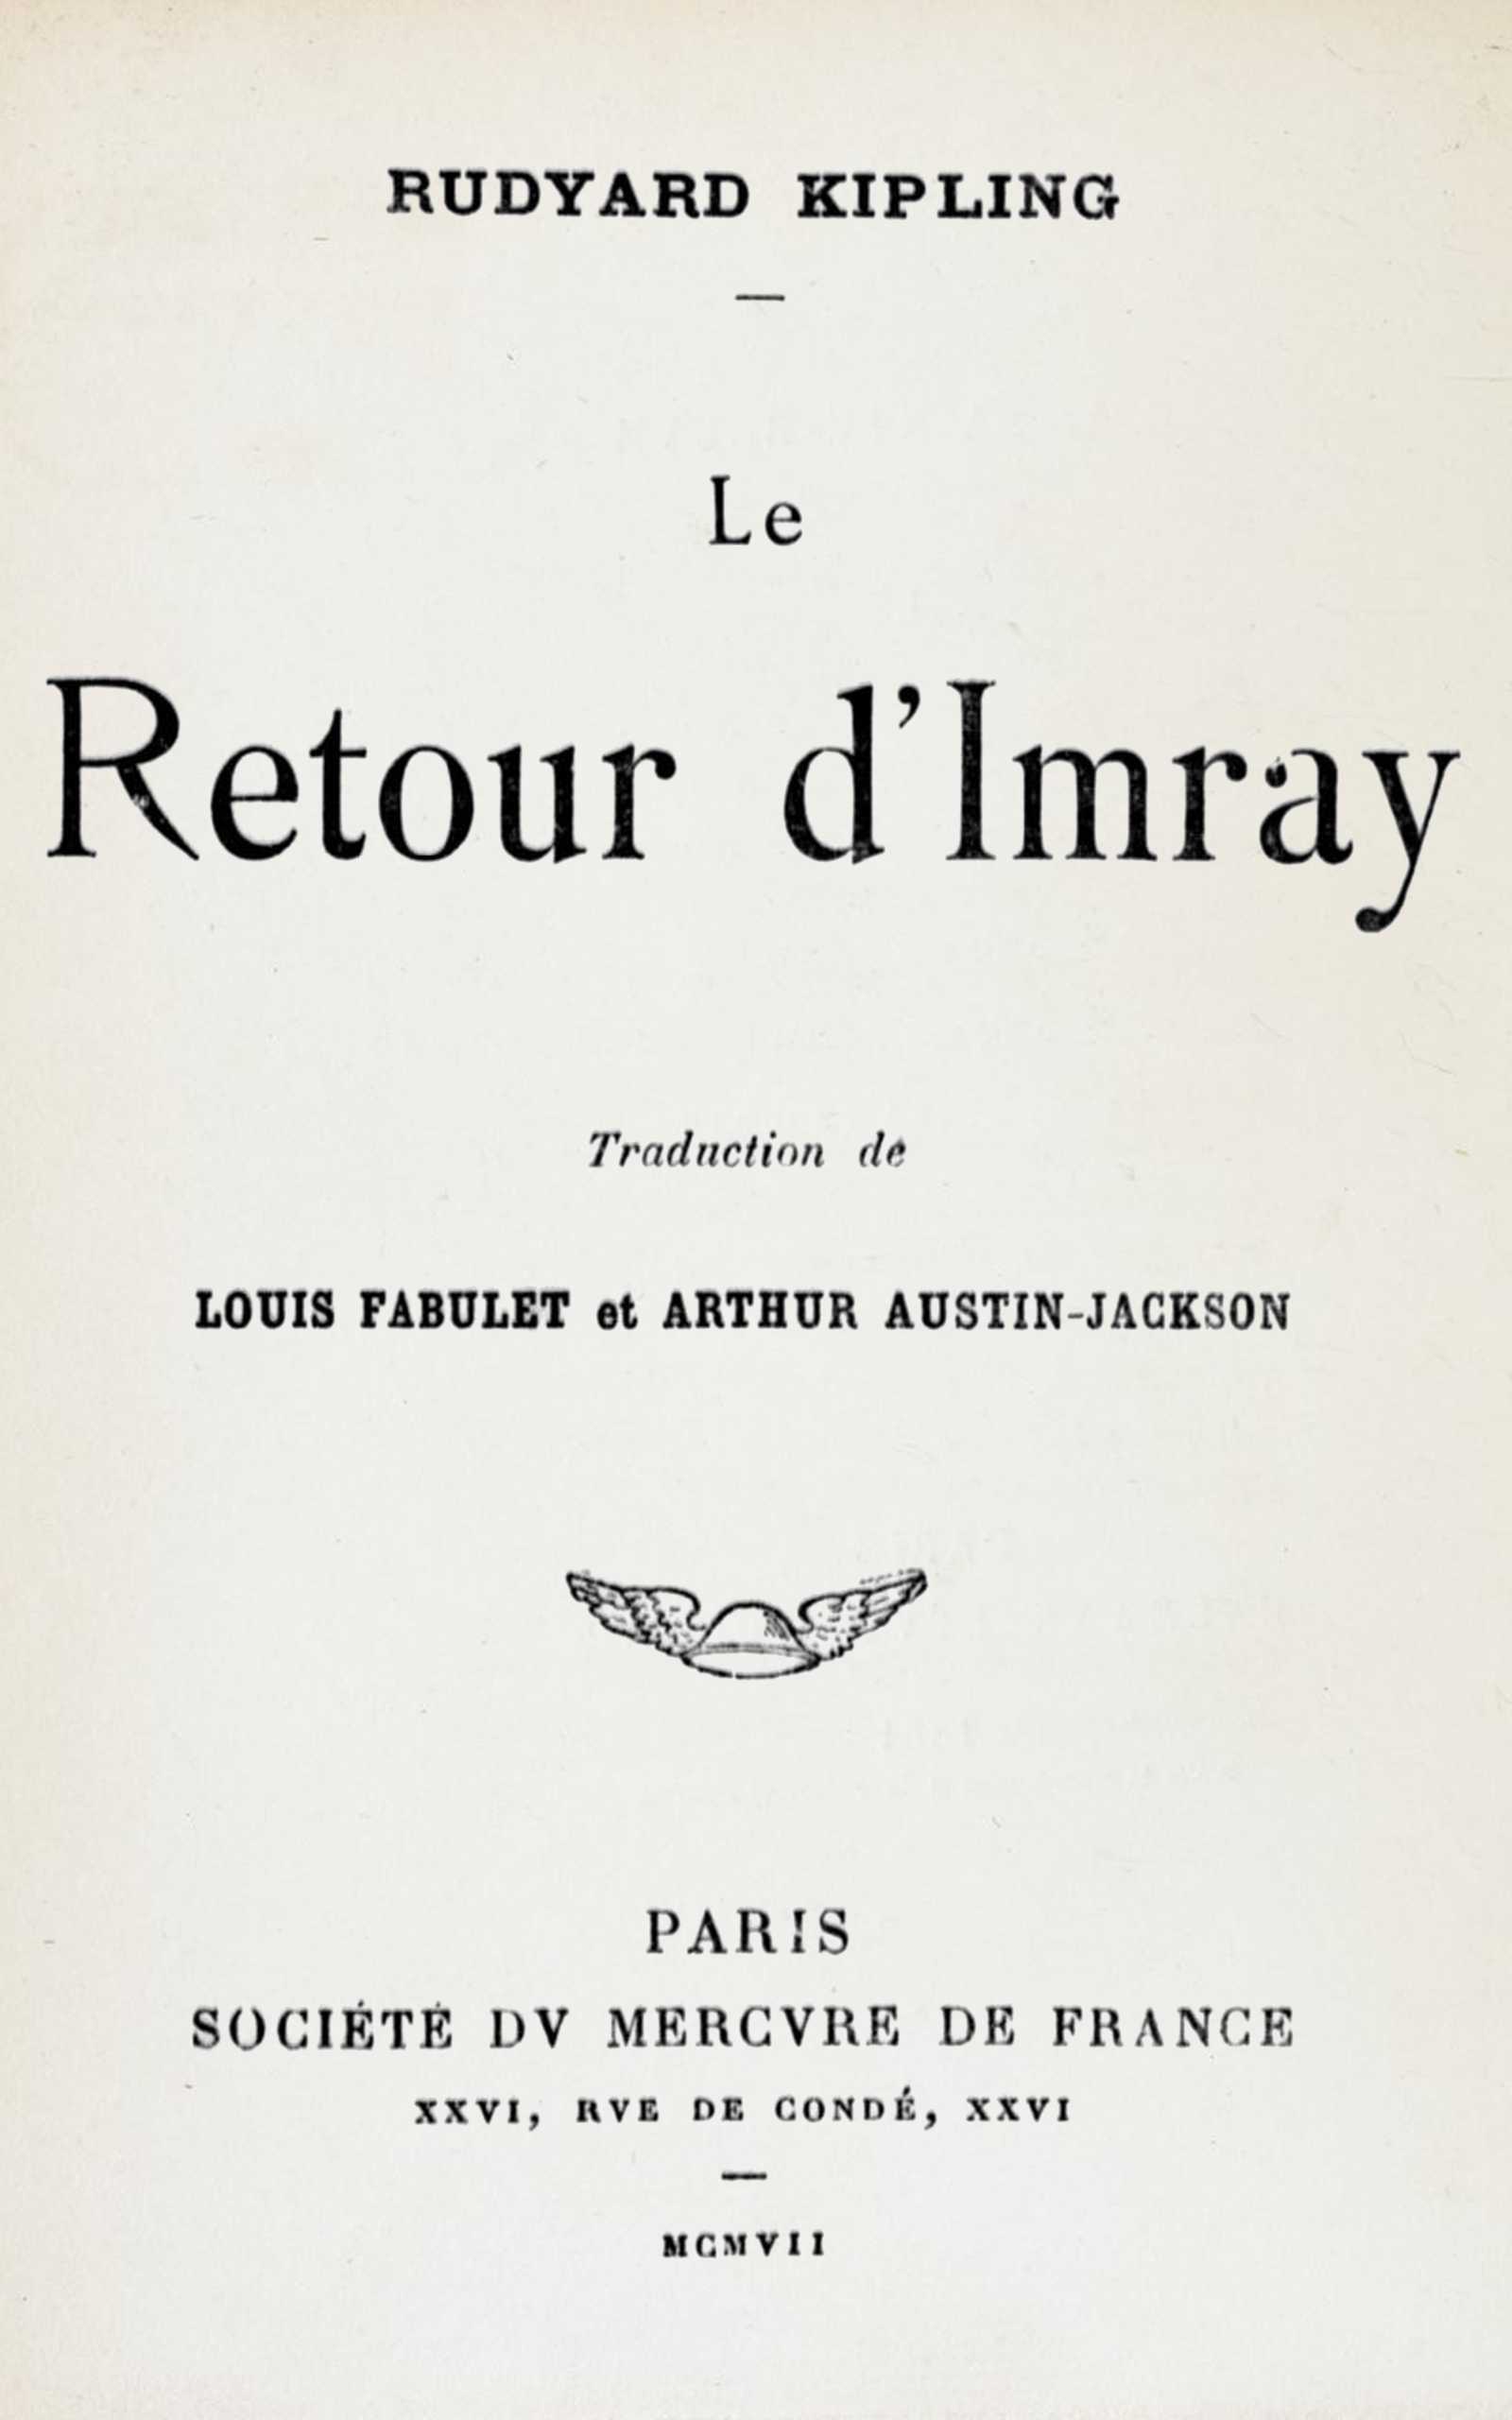 RUDYARD KIPLING
Le
Retour d'Imray
Traduction de
LOUIS FABULET et ARTHUR AUSTIN-JACKSON
PARIS
SOCIÉTÉ DV MERCVRE DE FRANCE
XXVI, RVE DE CONDÉ, XXVI
MCMVII